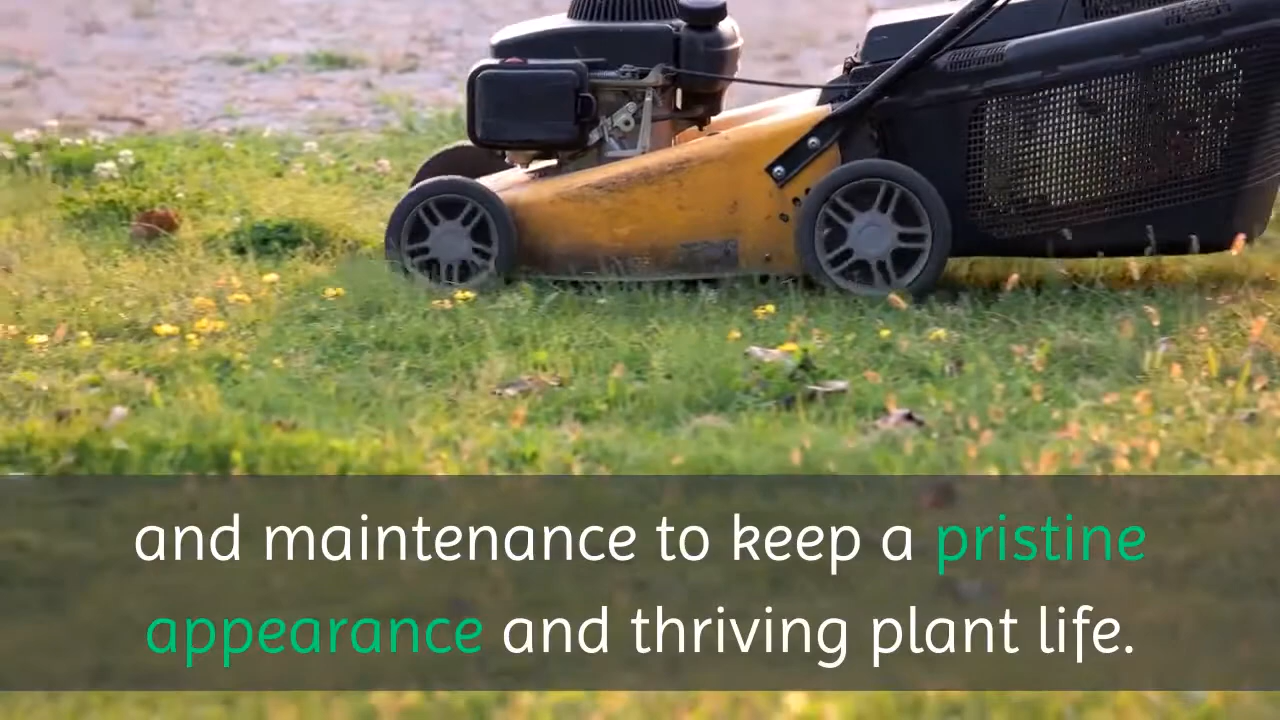 and maintenance to keep a pristine
appearance and thriving plant life.